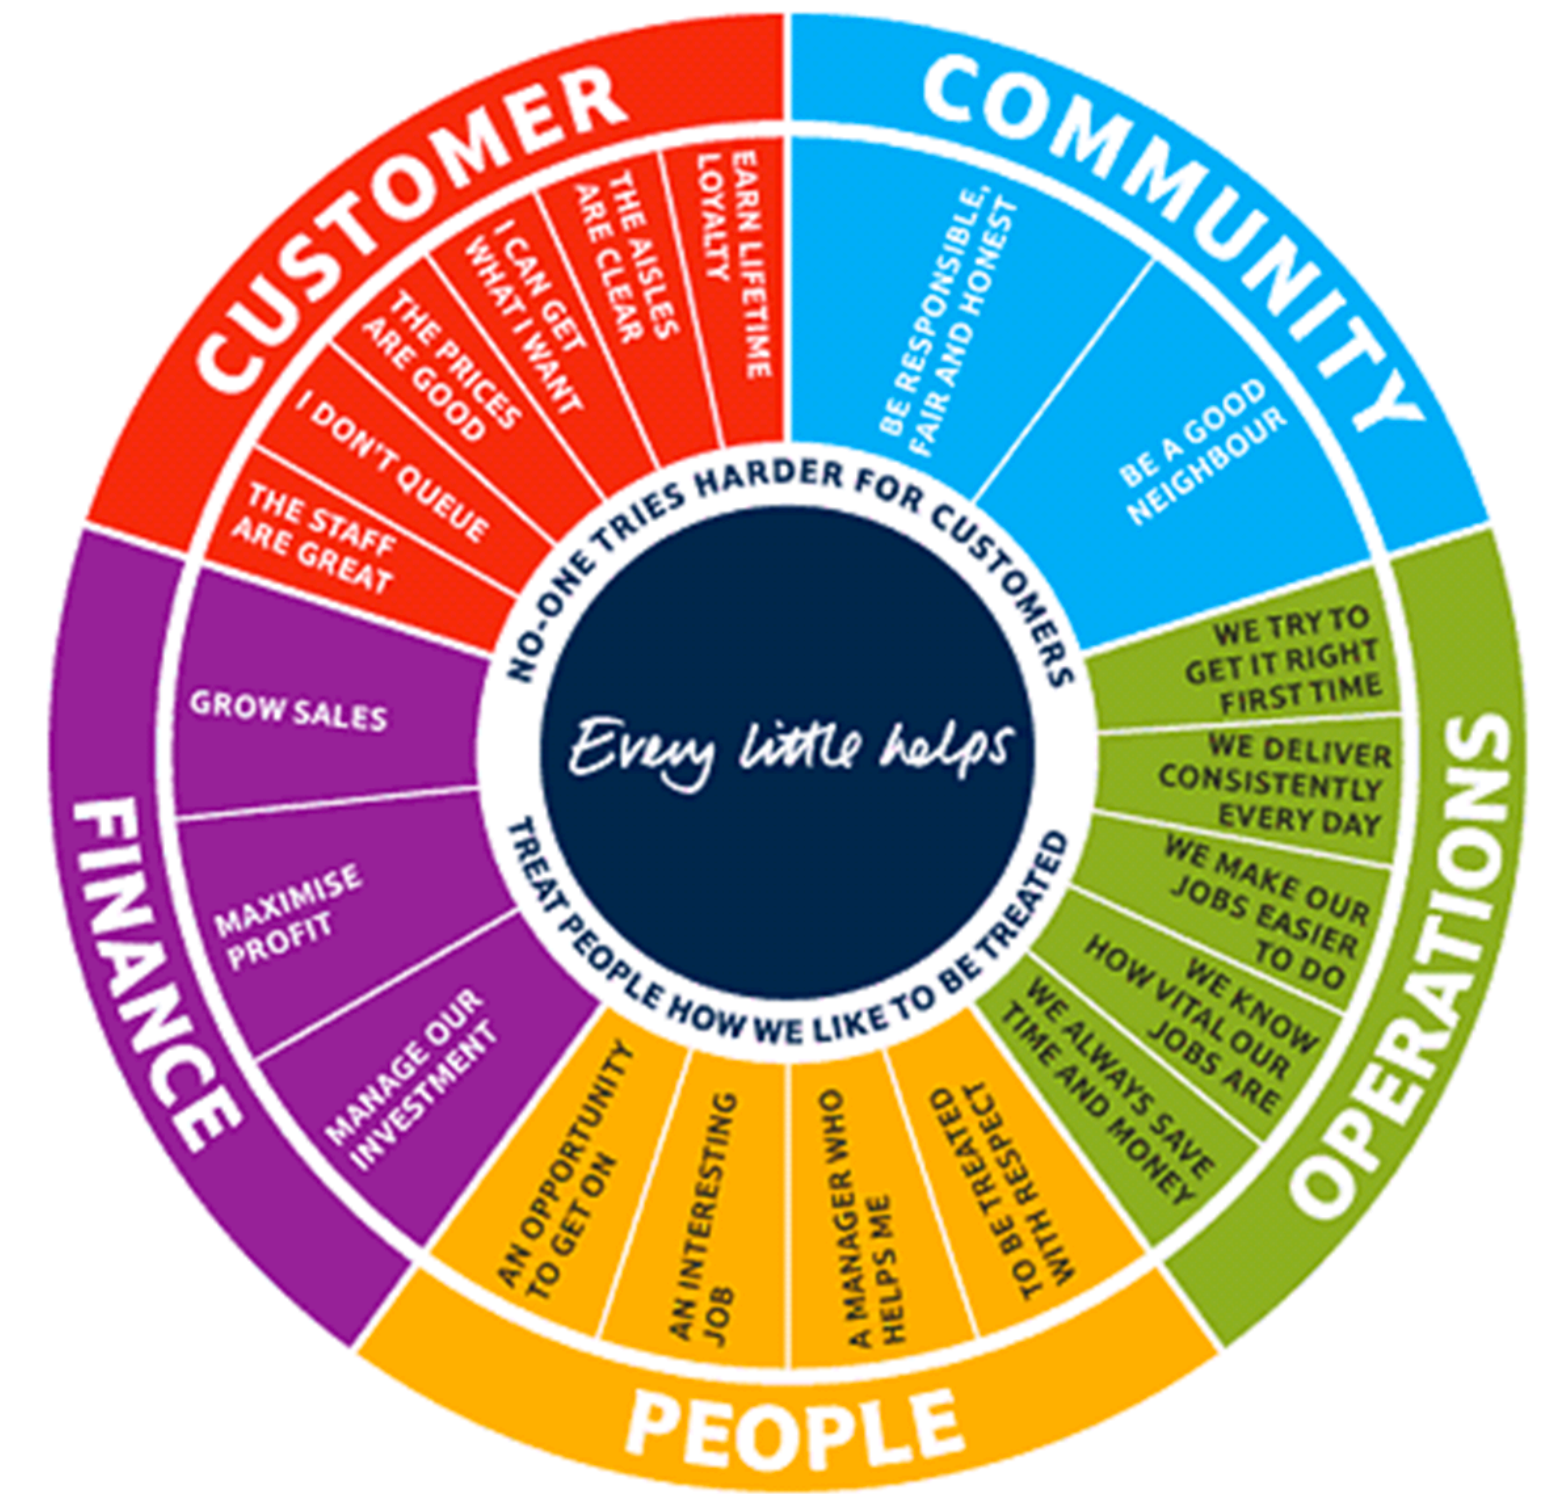 CUSTOMER
EARN LIFETIME
LOYALTY
THE AISLES
ARE CLEAR
I CAN GET
WHAT I WANT
THE PRICES
ARE GOOD
I DON'T QUEUE
THE STAFF
ARE GREAT
COMMUNITY
BE RESPONSIBLE,
FAIR AND HONEST
BE A GOOD
NEIGHBOUR
OPERATIONS
WE TRY TO
GET IT RIGHT
FIRST TIME
WE DELIVER
CONSISTENTLY
EVERY DAY
WE MAKE OUR
JOBS EASIER
TO DO
WE KNOW
HOW VITAL OUR
JOBS ARE
WE ALWAYS SAVE
TIME AND MONEY
PEOPLE
TO BE TREATED
WITH RESPECT
A MANAGER WHO
HELPS ME
AN INTERESTING
JOB
AN OPPORTUNITY
TO GET ON
FINANCE
MANAGE OUR
INVESTMENT
MAXIMISE
PROFIT
GROW SALES
NO-ONE TRIES HARDER FOR CUSTOMERS
Every little helps
TREAT PEOPLE HOW WE LIKE TO BE TREATED